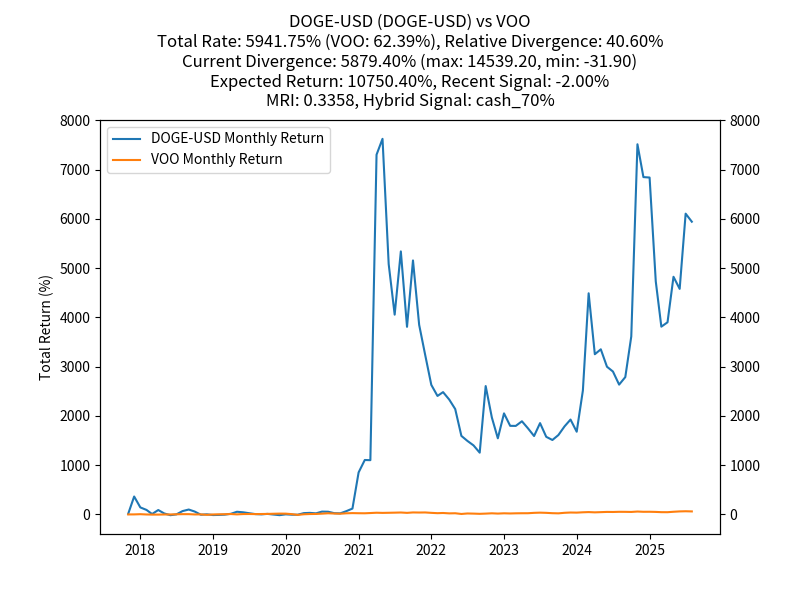 DOGE-USD (DOGE-USD) vs VOO
Total Rate: 5941.75% (VOO: 62.39%), Relative Divergence: 40.60%
Current Divergence: 5879.40% (max: 14539.20, min: -31.90)
Expected Return: 10750.40%, Recent Signal: -2.00%
MRI: 0.3358, Hybrid Signal: cash_70%
DOGE-USD Monthly Return
VOO Monthly Return
Total Return (%)
8000 8000
7000 7000
6000 6000
5000 5000
4000 4000
3000 3000
2000 2000
1000 1000
0 0
2018 2019 2020 2021 2022 2023 2024 2025